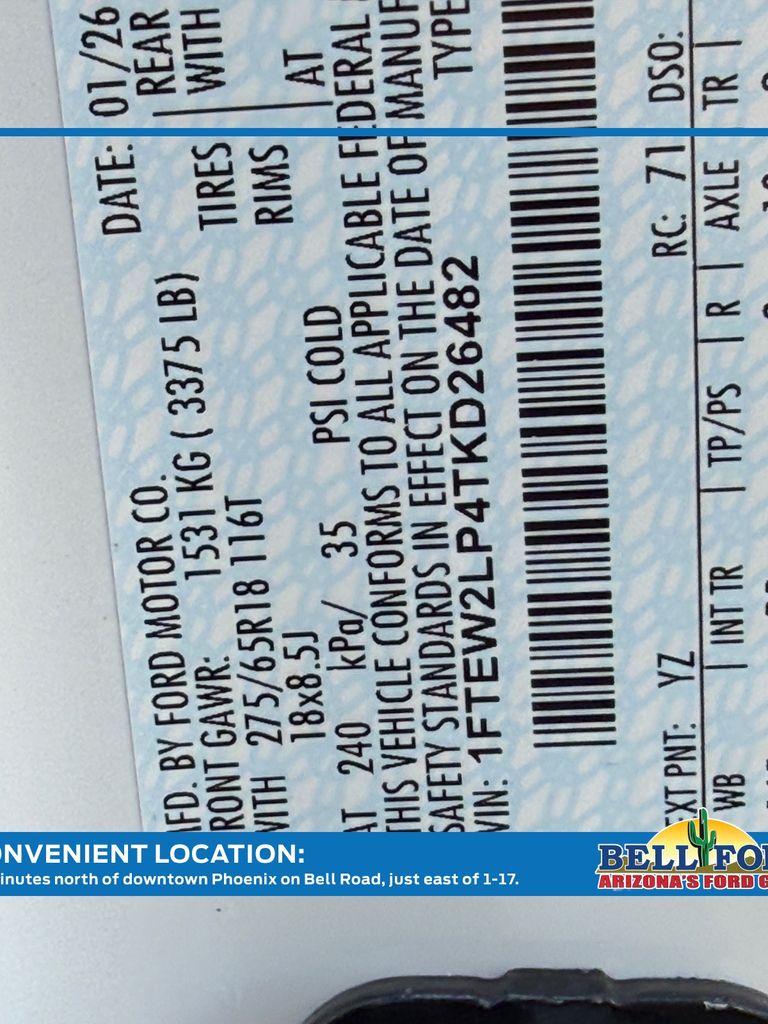 MFD. BY FORD MOTOR CO. DATE: 01/26
FRONT GAWR: 1531 KG ( 3375 LB) REAR
WITH 275/65R18 116T TIRES WITH
18x8.5J RIMS
AT 240 kPa/ 35 PSI COLD AT
THIS VEHICLE CONFORMS TO ALL APPLICABLE FEDERAL
SAFETY STANDARDS IN EFFECT ON THE DATE OF MANUF
VIN: 1FTEW2LP4TKD26482 TYPE
EXT PNT: YZ RC: 71 DSO:
WB | INT TR | TP/PS | R | AXLE | TR |
ONVENIENT LOCATION:
inutes north of downtown Phoenix on Bell Road, just east of 1-17.
BELL FO
ARIZONA'S FORD G